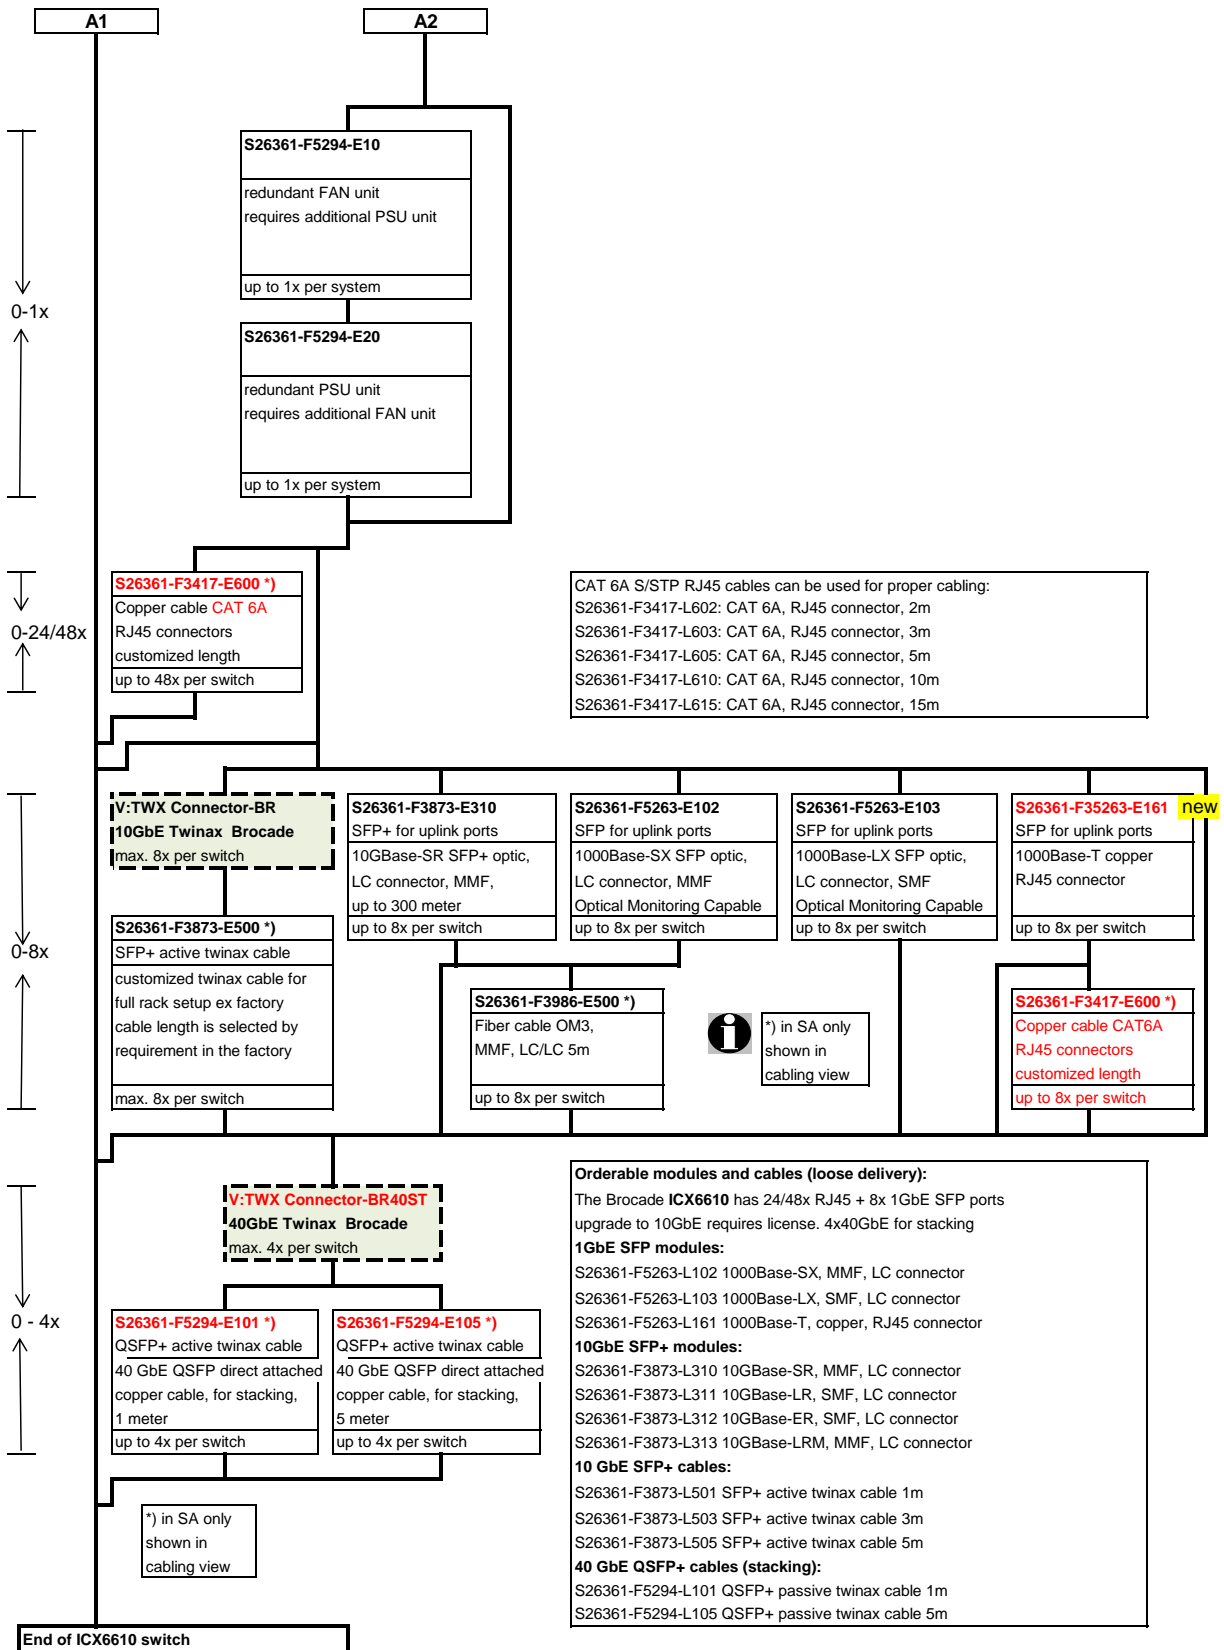 A1
A2
S26361-F5294-E10
redundant FAN unit
requires additional PSU unit
up to 1x per system
0-1x
S26361-F5294-E20
redundant PSU unit
requires additional FAN unit
up to 1x per system
S26361-F3417-E600 *)
Copper cable CAT 6A
RJ45 connectors
customized length
up to 48x per switch
0-24/48x
CAT 6A S/STP RJ45 cables can be used for proper cabling:
S26361-F3417-L602: CAT 6A, RJ45 connector, 2m
S26361-F3417-L603: CAT 6A, RJ45 connector, 3m
S26361-F3417-L605: CAT 6A, RJ45 connector, 5m
S26361-F3417-L610: CAT 6A, RJ45 connector, 10m
S26361-F3417-L615: CAT 6A, RJ45 connector, 15m
V:TWX Connector-BR
10GbE Twinax Brocade
max. 8x per switch
S26361-F3873-E310
SFP+ for uplink ports
10GBase-SR SFP+ optic,
LC connector, MMF,
up to 300 meter
up to 8x per switch
S26361-F5263-E102
SFP for uplink ports
1000Base-SX SFP optic,
LC connector, MMF
Optical Monitoring Capable
up to 8x per switch
S26361-F5263-E103
SFP for uplink ports
1000Base-LX SFP optic,
LC connector, SMF
Optical Monitoring Capable
up to 8x per switch
S26361-F35263-E161
new
SFP for uplink ports
1000Base-T copper
RJ45 connector
up to 8x per switch
0-8x
S26361-F3873-E500 *)
SFP+ active twinax cable
customized twinax cable for
full rack setup ex factory
cable length is selected by
requirement in the factory
max. 8x per switch
S26361-F3986-E500 *)
Fiber cable OM3,
MMF, LC/LC 5m
up to 8x per switch
i
*) in SA only
shown in
cabling view
S26361-F3417-E600 *)
Copper cable CAT6A
RJ45 connectors
customized length
up to 8x per switch
V:TWX Connector-BR40ST
40GbE Twinax Brocade
max. 4x per switch
0 - 4x
S26361-F5294-E101 *)
QSFP+ active twinax cable
40 GbE QSFP direct attached
copper cable, for stacking,
1 meter
up to 4x per switch
S26361-F5294-E105 *)
QSFP+ active twinax cable
40 GbE QSFP direct attached
copper cable, for stacking,
5 meter
up to 4x per switch
*) in SA only
shown in
cabling view
Orderable modules and cables (loose delivery):
The Brocade ICX6610 has 24/48x RJ45 + 8x 1GbE SFP ports
upgrade to 10GbE requires license. 4x40GbE for stacking
1GbE SFP modules:
S26361-F5263-L102 1000Base-SX, MMF, LC connector
S26361-F5263-L103 1000Base-LX, SMF, LC connector
S26361-F5263-L161 1000Base-T, copper, RJ45 connector
10GbE SFP+ modules:
S26361-F3873-L310 10GBase-SR, MMF, LC connector
S26361-F3873-L311 10GBase-LR, SMF, LC connector
S26361-F3873-L312 10GBase-ER, SMF, LC connector
S26361-F3873-L313 10GBase-LRM, MMF, LC connector
10 GbE SFP+ cables:
S26361-F3873-L501 SFP+ active twinax cable 1m
S26361-F3873-L503 SFP+ active twinax cable 3m
S26361-F3873-L505 SFP+ active twinax cable 5m
40 GbE QSFP+ cables (stacking):
S26361-F5294-L101 QSFP+ passive twinax cable 1m
S26361-F5294-L105 QSFP+ passive twinax cable 5m
End of ICX6610 switch